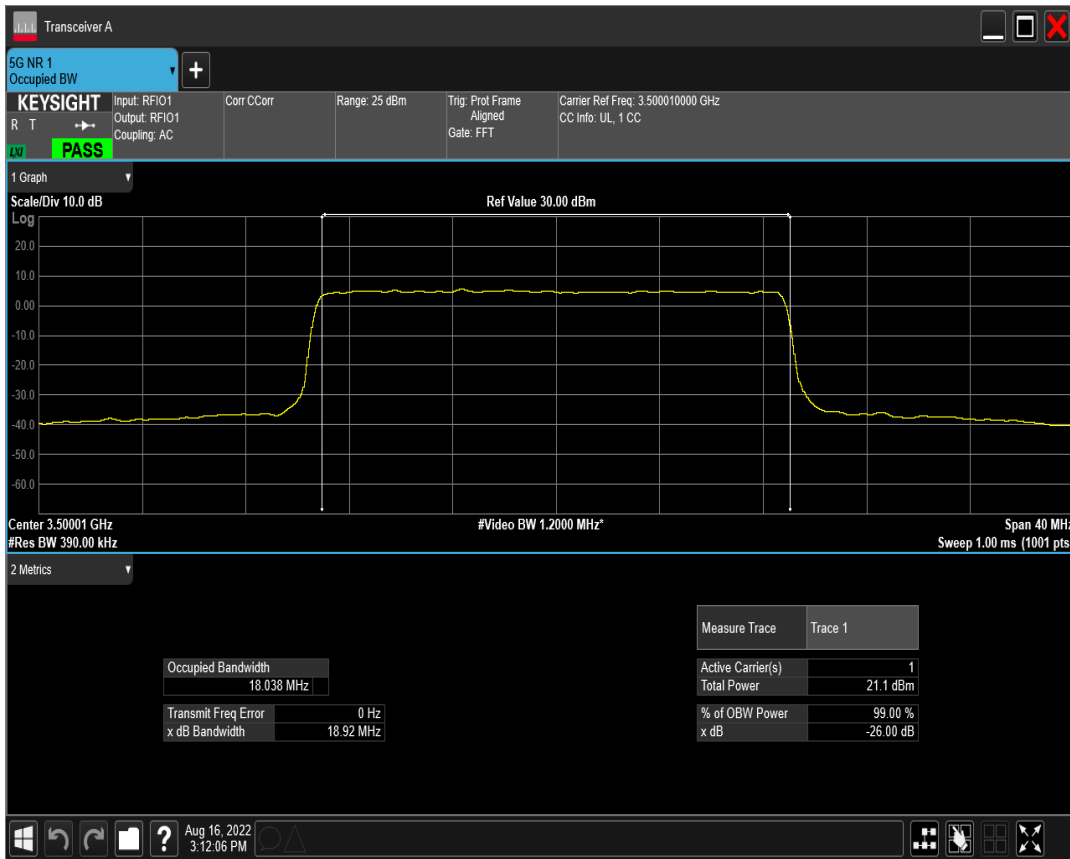 Transceiver A
5G NR 1
Occupied BW
KEYSIGHT
R T
LXI
PASS
Input: RFIO1
Output: RFIO1
Coupling: AC
Corr CCorr
Range: 25 dBm
Trig: Prot Frame
Aligned
Gate: FFT
Carrier Ref Freq: 3.500010000 GHz
CC Info: UL, 1 CC
1 Graph
Scale/Div 10.0 dB
Ref Value 30.00 dBm
Log
20.0
10.0
0.00
-10.0
-20.0
-30.0
-40.0
-50.0
-60.0
Center 3.50001 GHz
#Video BW 1.2000 MHz*
Span 40 MHz
#Res BW 390.00 kHz
Sweep 1.00 ms (1001 pts
2 Metrics
Measure Trace Trace 1
Occupied Bandwidth
18.038 MHz
Active Carrier(s) 1
Total Power 21.1 dBm
Transmit Freq Error 0 Hz
x dB Bandwidth 18.92 MHz
% of OBW Power 99.00 %
x dB -26.00 dB
?
Aug 16, 2022
3:12:06 PM